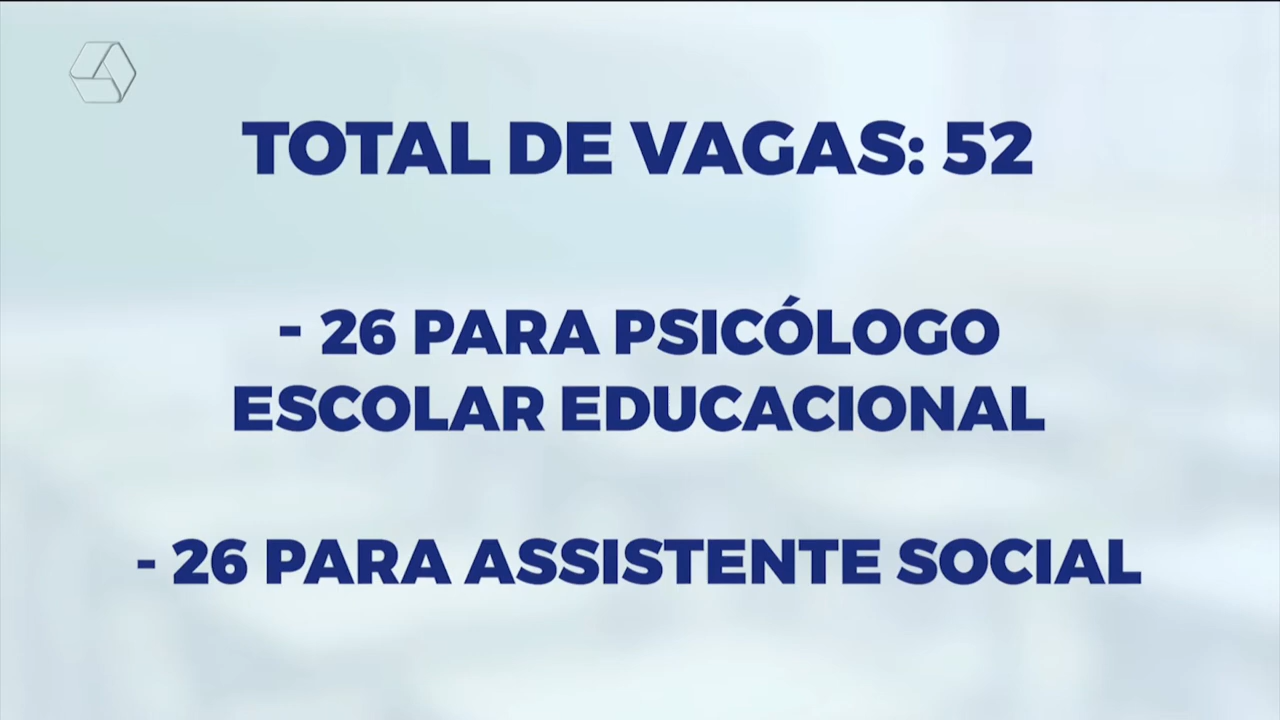 TOTAL DE VAGAS: 52
- 26 PARA PSICÓLOGO
ESCOLAR EDUCACIONAL
- 26 PARA ASSISTENTE SOCIAL